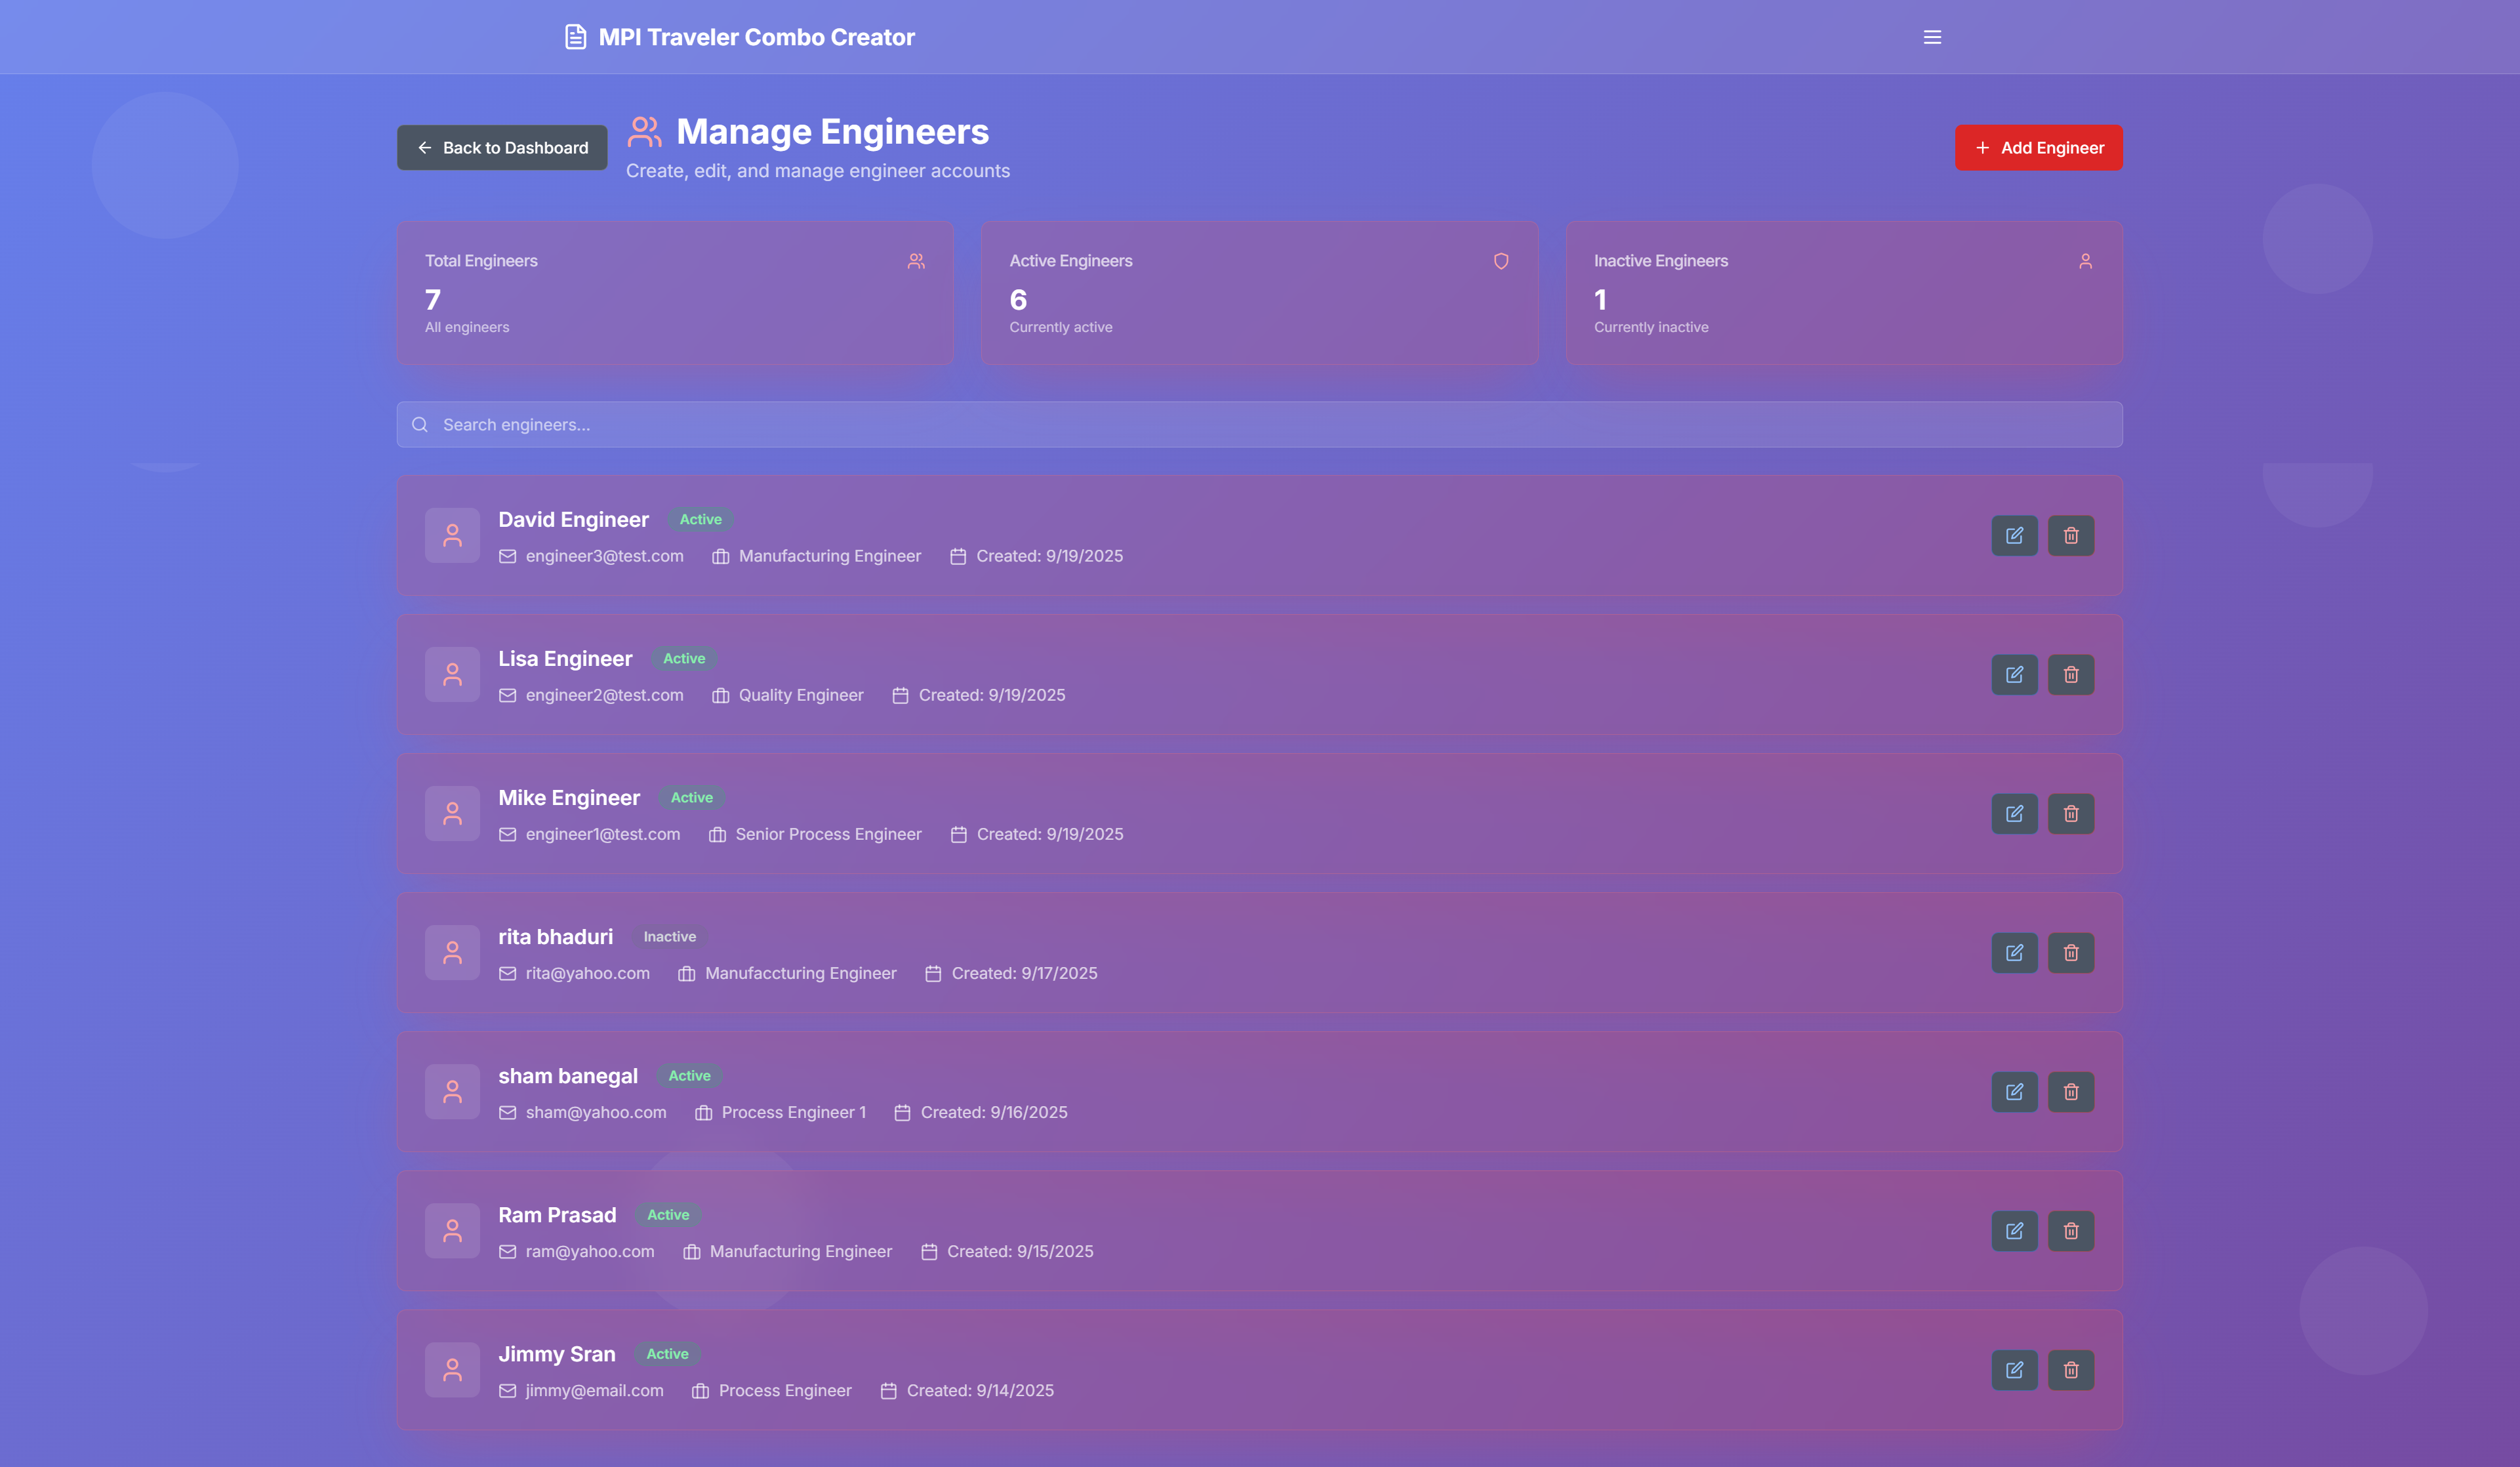 MPI Traveler Combo Creator
Back to Dashboard
Manage Engineers
Create, edit, and manage engineer accounts
Add Engineer
Total Engineers
7
All engineers
Active Engineers
6
Currently active
Inactive Engineers
1
Currently inactive
Search engineers...
David Engineer Active
engineer3@test.com Manufacturing Engineer Created: 9/19/2025
Lisa Engineer Active
engineer2@test.com Quality Engineer Created: 9/19/2025
Mike Engineer Active
engineer1@test.com Senior Process Engineer Created: 9/19/2025
rita bhaduri Inactive
rita@yahoo.com Manufaccturing Engineer Created: 9/17/2025
sham banegal Active
sham@yahoo.com Process Engineer 1 Created: 9/16/2025
Ram Prasad Active
ram@yahoo.com Manufacturing Engineer Created: 9/15/2025
Jimmy Sran Active
jimmy@email.com Process Engineer Created: 9/14/2025